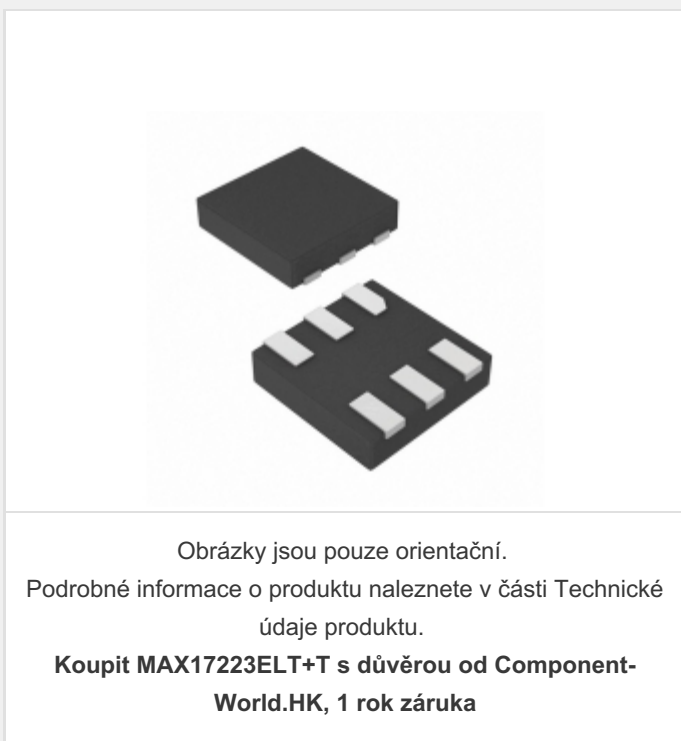 Obrázky jsou pouze orientační.
Podrobné informace o produktu naleznete v části Technické
údaje produktu.
Koupit MAX17223ELT+T s důvěrou od Component-
World.HK, 1 rok záruka